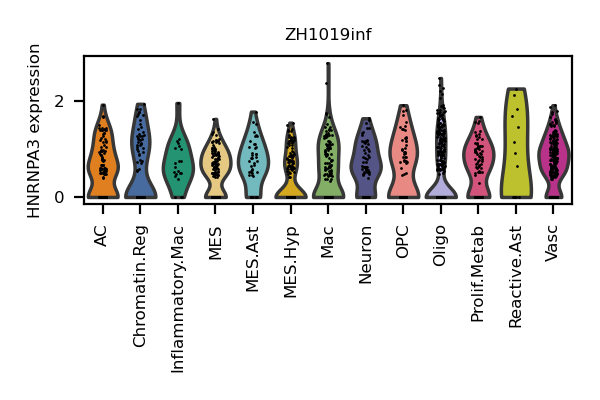 ZH1019inf
HNRNPA3 expression
2
0
AC
Chromatin.Reg
Inflammatory.Mac
MES
MES.Ast
MES.Hyp
Mac
Neuron
OPC
Oligo
Prolif.Metab
Reactive.Ast
Vasc